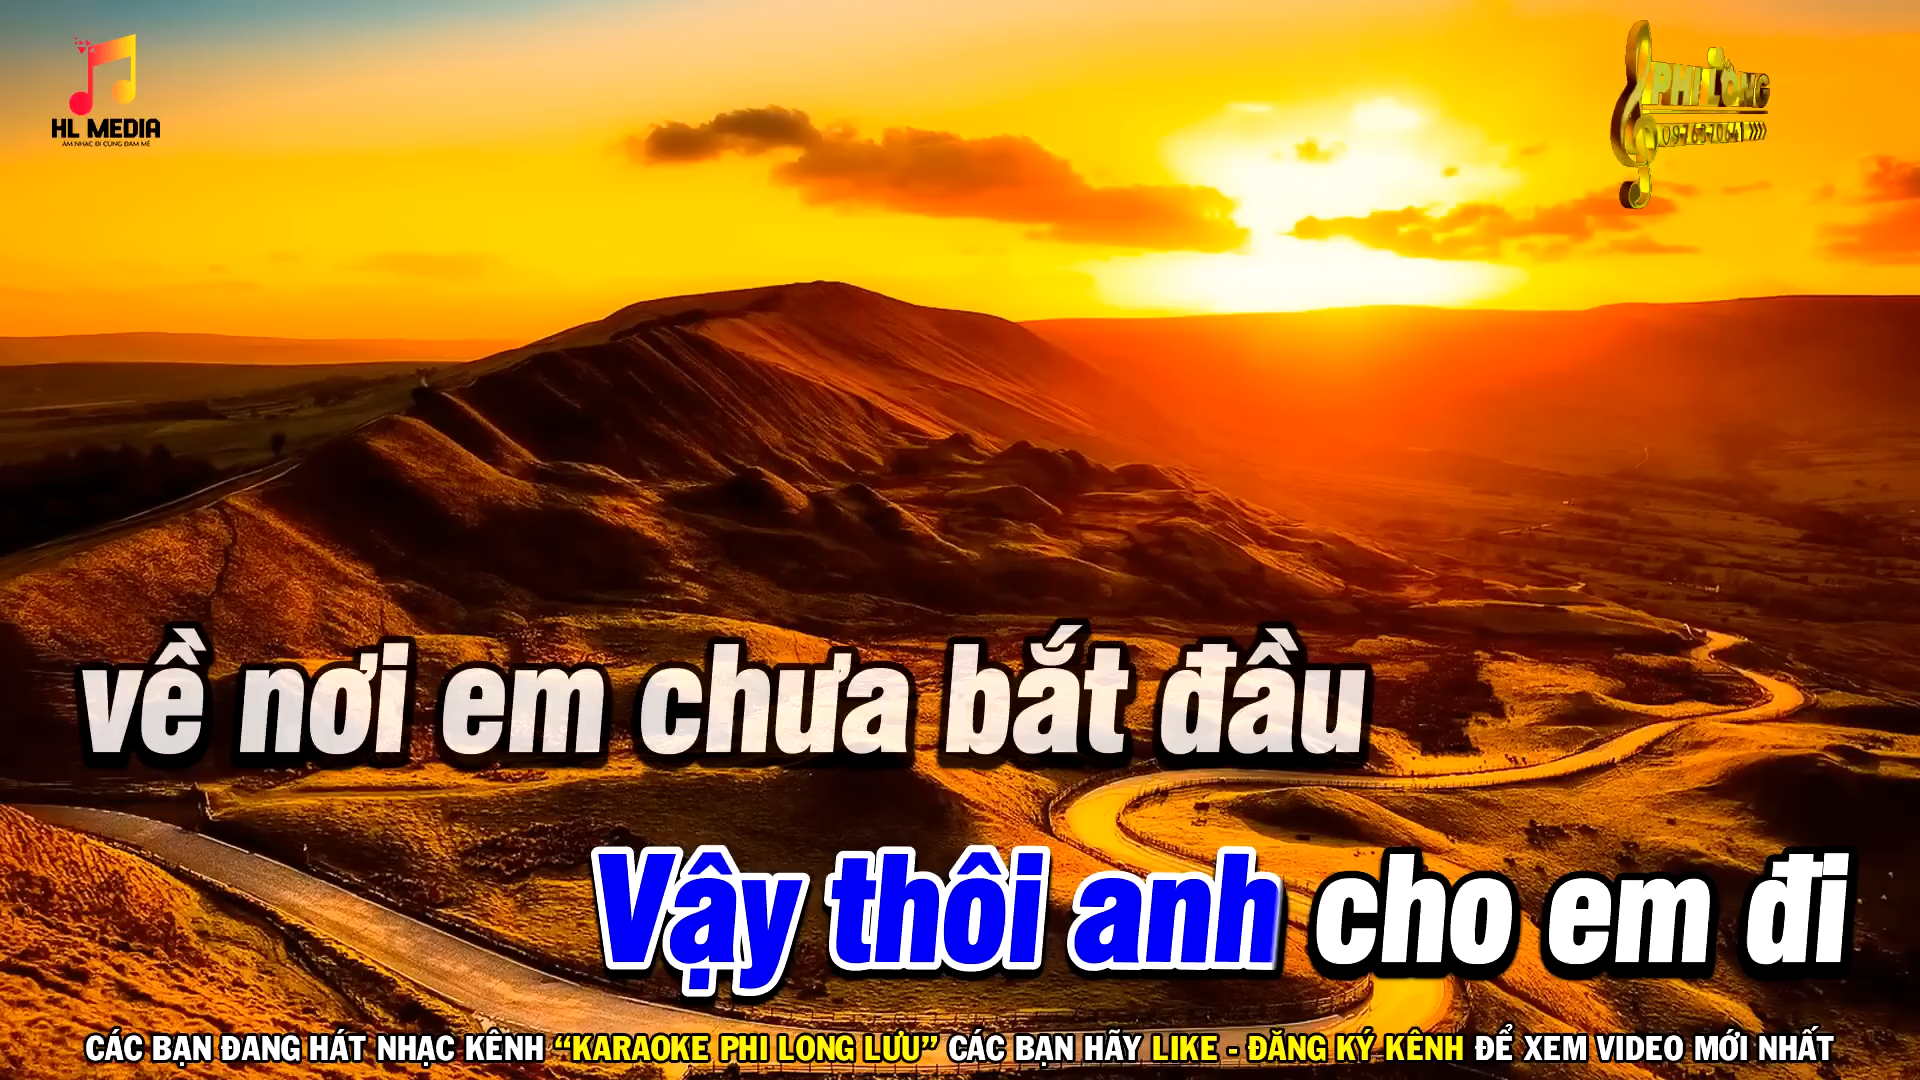 HL MEDIA
ÂM NHẠC ĐI CÙNG ĐAM MÊ
PHI LONG
097637064
về nơi em chưa bắt đầu
Vậy thôi anh cho em đi
CÁC BẠN ĐANG HÁT NHẠC KÊNH “KARAOKE PHI LONG LƯU” CÁC BẠN HÃY LIKE - ĐĂNG KÝ KÊNH ĐỂ XEM VIDEO MỚI NHẤT